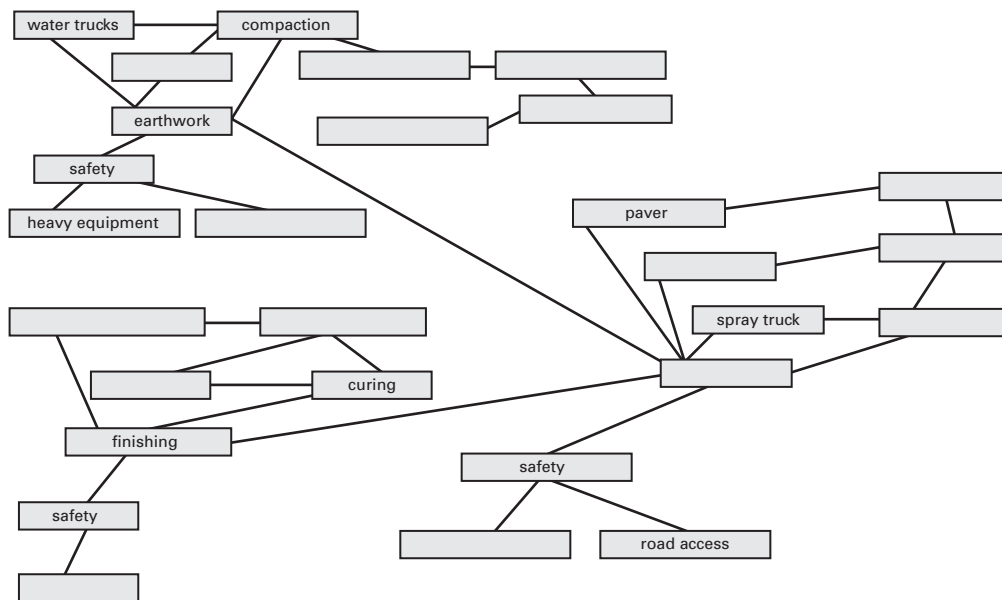 water trucks
compaction
earthwork
safety
heavy equipment
paver
spray truck
curing
finishing
safety
safety
road access